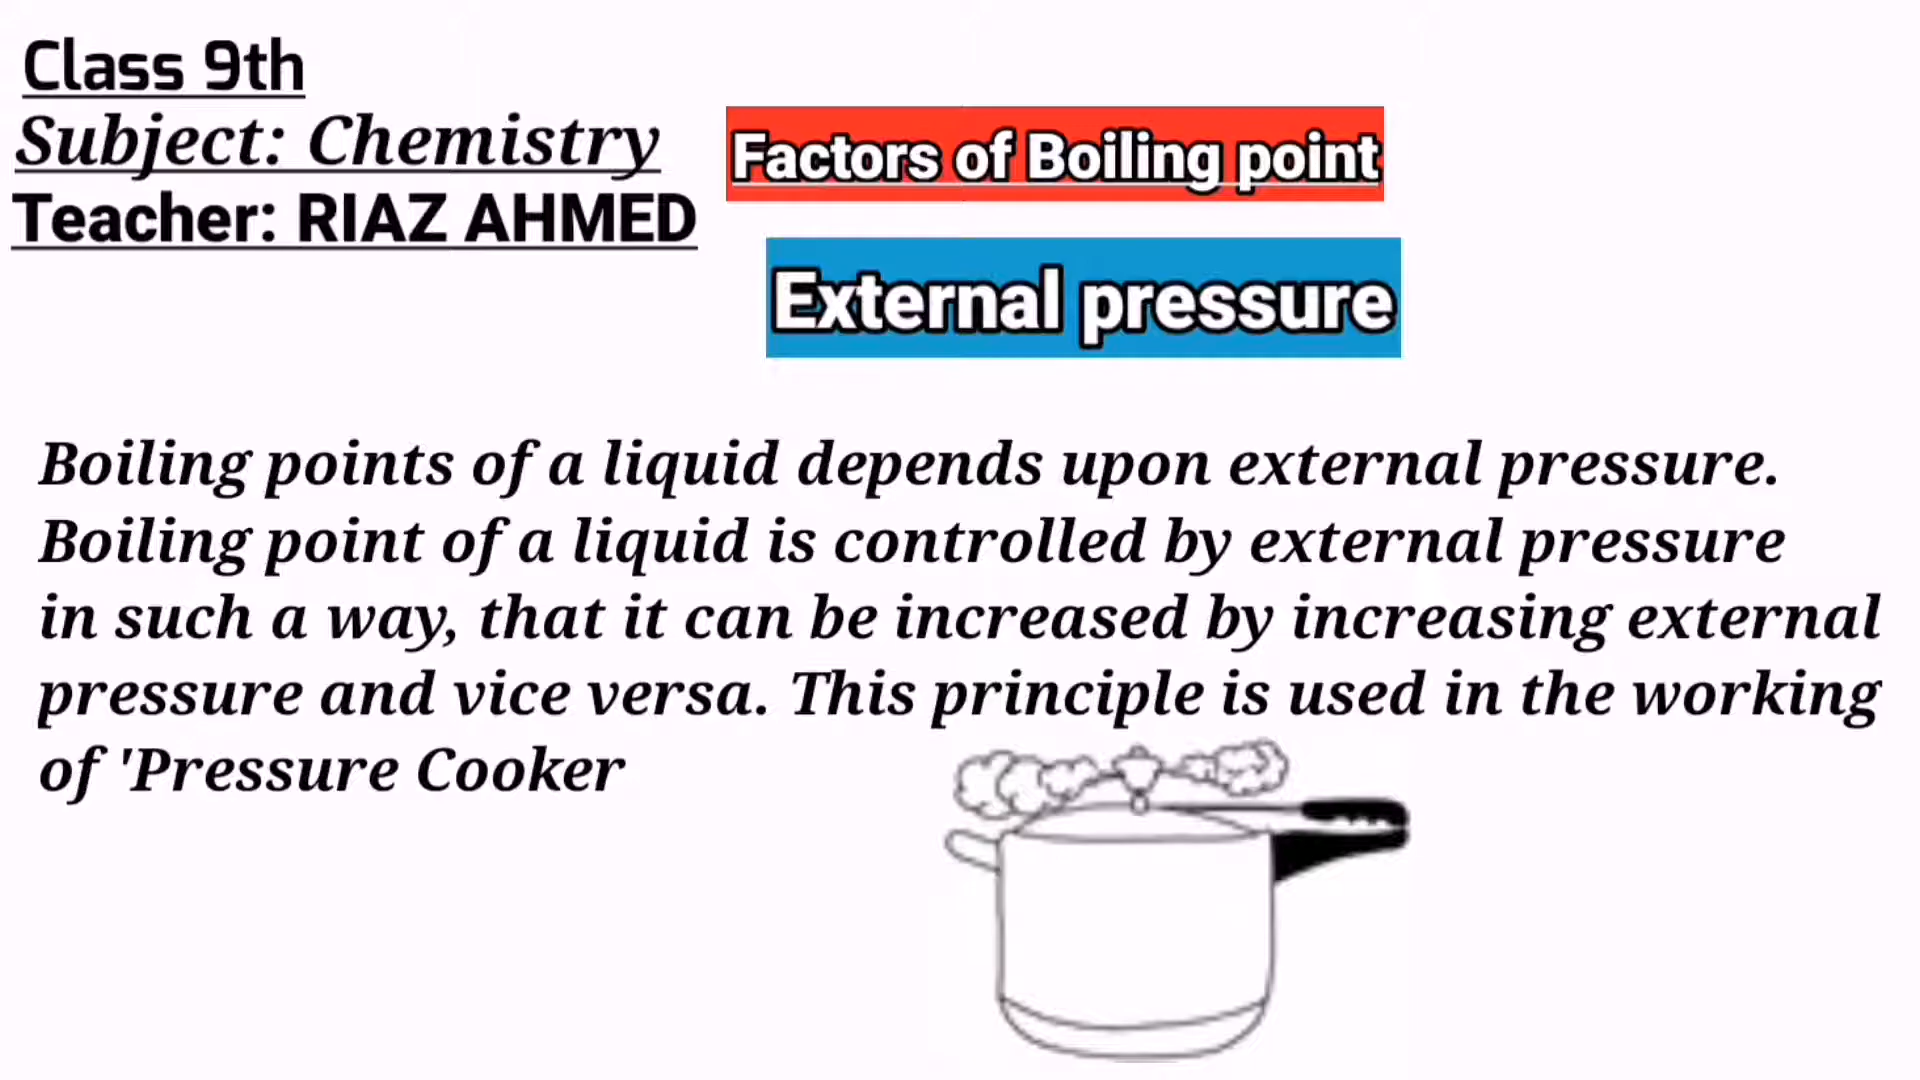 Class 9th
Subject: Chemistry
Teacher: RIAZ AHMED
Factors of Boiling point
External pressure
Boiling points of a liquid depends upon external pressure.
Boiling point of a liquid is controlled by external pressure
in such a way, that it can be increased by increasing external
pressure and vice versa. This principle is used in the working
of 'Pressure Cooker